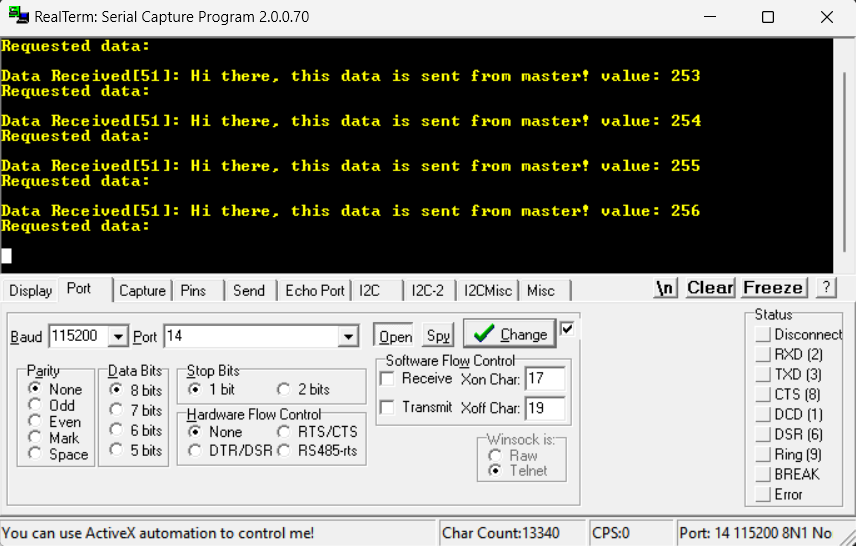 RealTerm: Serial Capture Program 2.0.0.70
Requested data:
Data Received[51]: Hi there, this data is sent from master! value: 253
Requested data:
Data Received[51]: Hi there, this data is sent from master! value: 254
Requested data:
Data Received[51]: Hi there, this data is sent from master! value: 255
Requested data:
Data Received[51]: Hi there, this data is sent from master! value: 256
Requested data:
Display Port Capture Pins Send Echo Port I2C I2C-2 I2CMisc Misc \n Clear Freeze ?
Baud 115200 Port 14 Open Spy Change
Parity
None
Odd
Even
Mark
Space
Data Bits
8 bits
7 bits
6 bits
5 bits
Stop Bits
1 bit 2 bits
Hardware Flow Control
None RTS/CTS
DTR/DSR RS485-rts
Software Flow Control
Receive Xon Char: 17
Transmit Xoff Char: 19
Winsock is:
Raw
Telnet
Status
Disconnect
RXD (2)
TXD (3)
CTS (8)
DCD (1)
DSR (6)
Ring (9)
BREAK
Error
You can use ActiveX automation to control me! Char Count:13340 CPS:0 Port: 14 115200 8N1 No